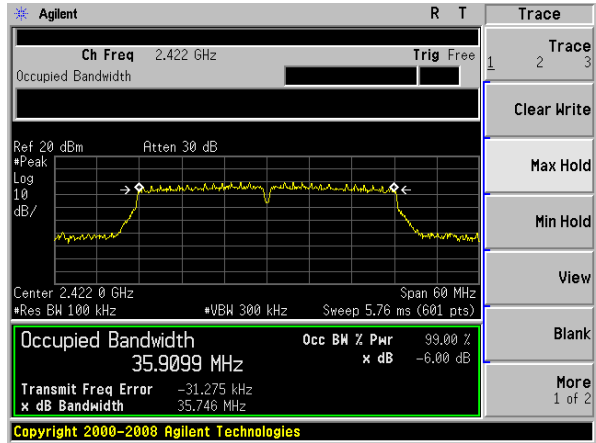 Agilent R T Trace
Ch Freq 2.422 GHz Trig Free
Occupied Bandwidth
Trace
1 2 3
Clear Write
Max Hold
Min Hold
View
Blank
More
1 of 2
Ref 20 dBm Atten 30 dB
#Peak
Log
10
dB/
Center 2.422 0 GHz Span 60 MHz
#Res BW 100 kHz #VBW 300 kHz Sweep 5.76 ms (601 pts)
Occupied Bandwidth Occ BW % Pwr 99.00 %
35.9099 MHz x dB -6.00 dB
Transmit Freq Error -31.275 kHz
x dB Bandwidth 35.746 MHz
Copyright 2000-2008 Agilent Technologies